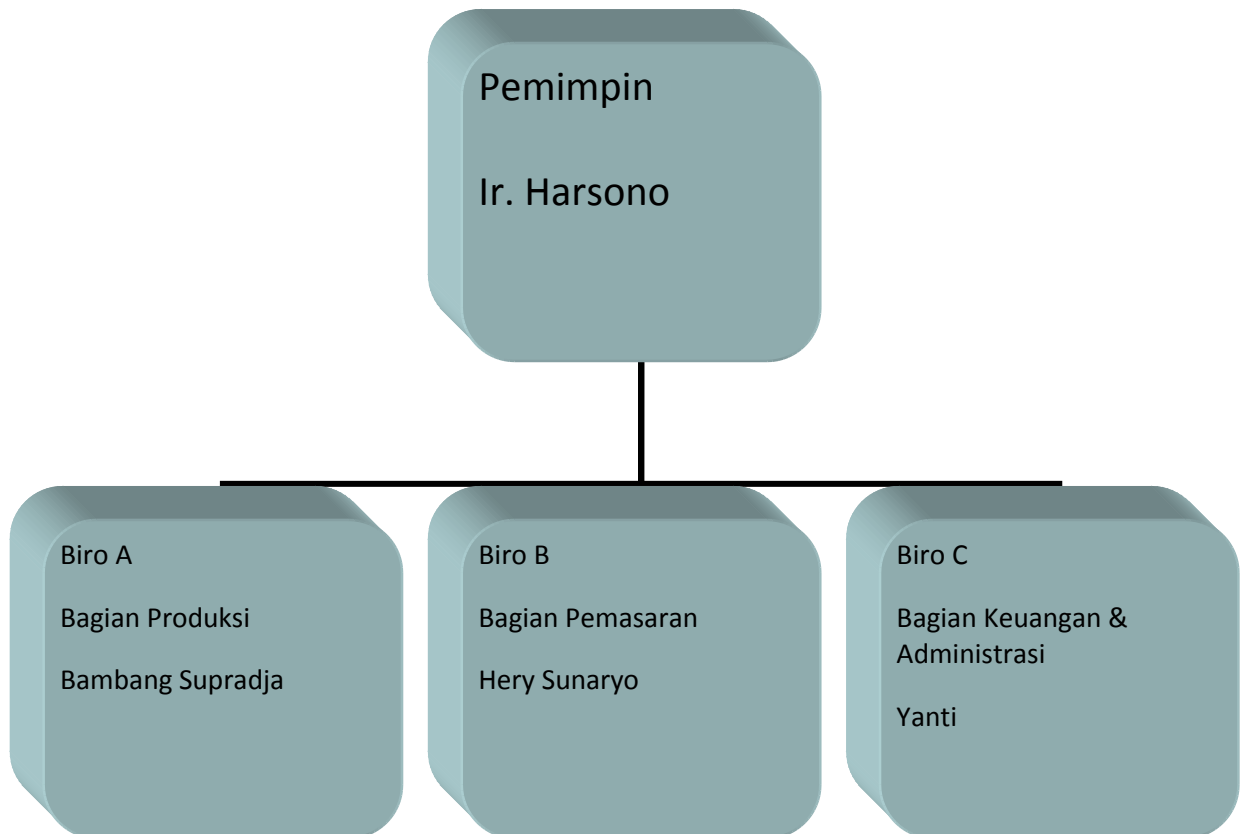 Pemimpin
Ir. Harsono
Biro A
Bagian Produksi
Bambang Supradja
Biro B
Bagian Pemasaran
Hery Sunaryo
Biro C
Bagian Keuangan &
Administrasi
Yanti